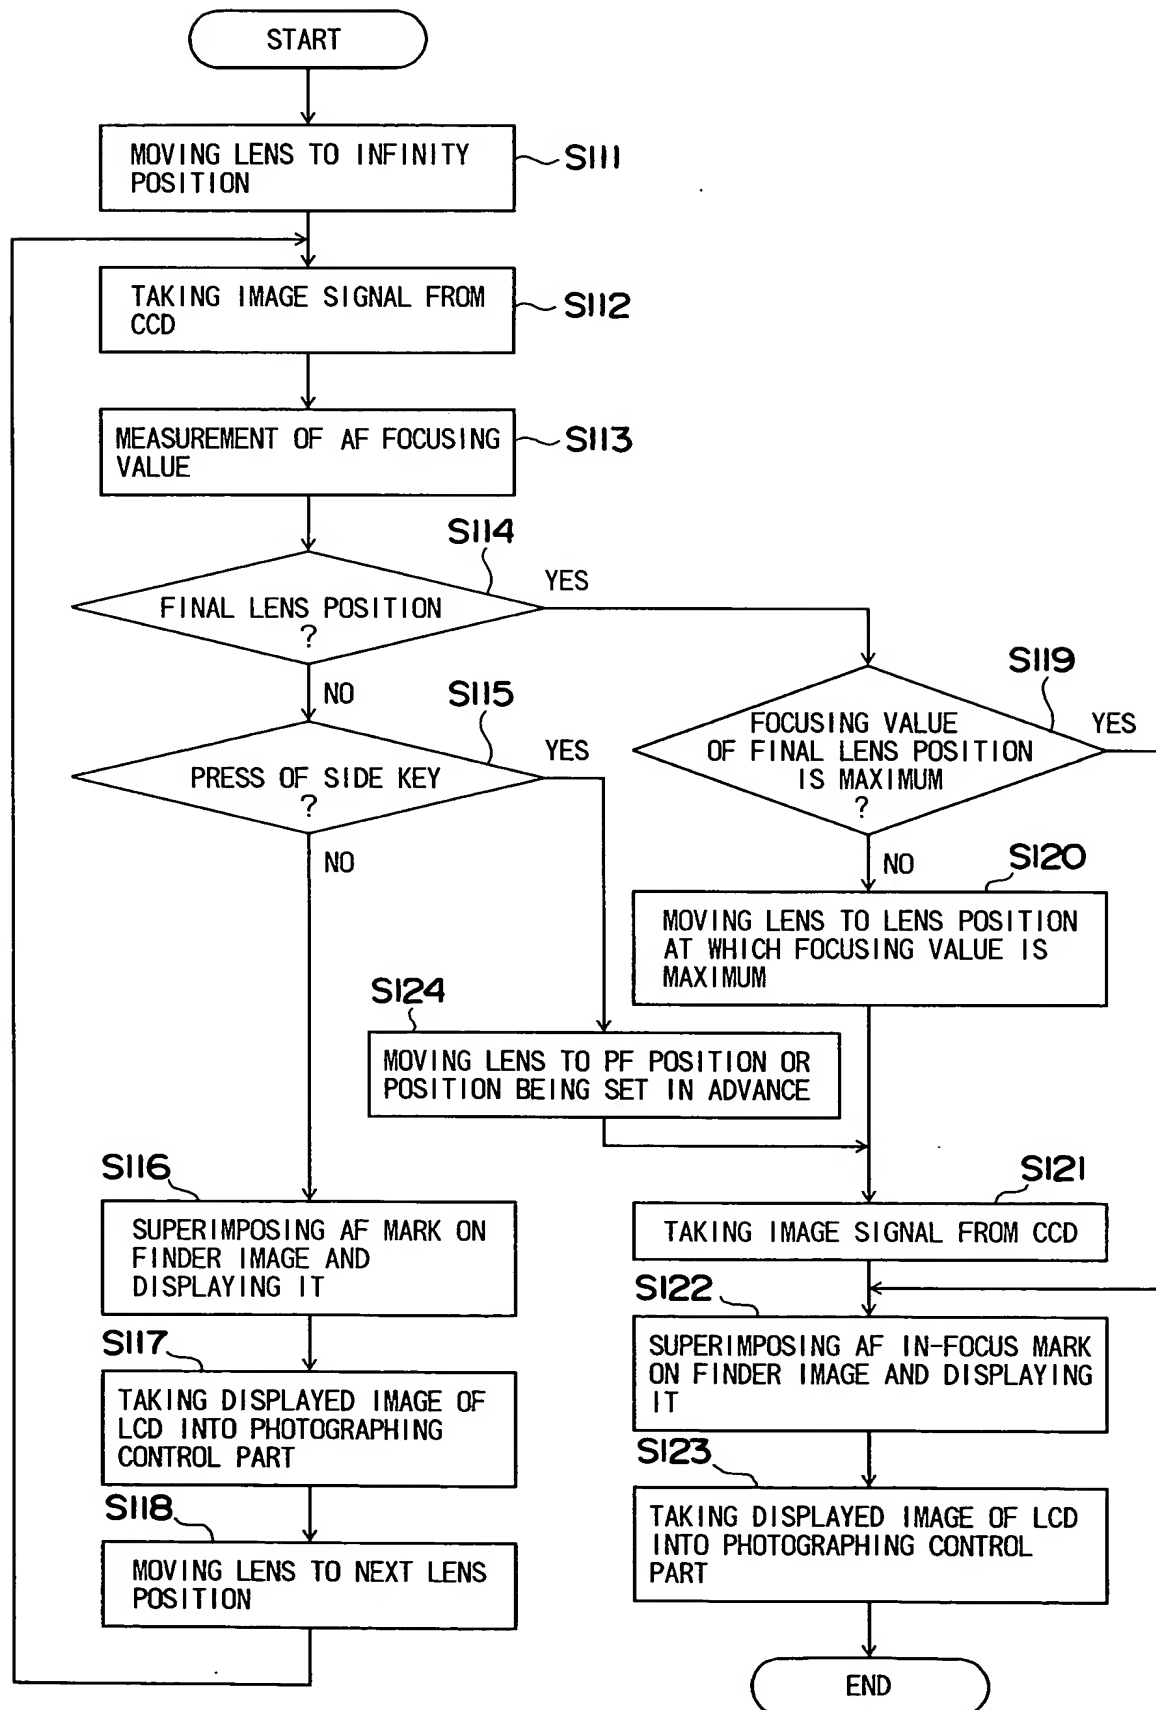 START
MOVING LENS TO INFINITY
POSITION
S111
TAKING IMAGE SIGNAL FROM
CCD
S112
MEASUREMENT OF AF FOCUSING
VALUE
S113
S114
FINAL LENS POSITION
?
YES
NO
S115
PRESS OF SIDE KEY
?
YES
NO
S119
FOCUSING VALUE
OF FINAL LENS POSITION
IS MAXIMUM
?
YES
NO
S120
MOVING LENS TO LENS POSITION
AT WHICH FOCUSING VALUE IS
MAXIMUM
S124
MOVING LENS TO PF POSITION OR
POSITION BEING SET IN ADVANCE
S116
SUPERIMPOSING AF MARK ON
FINDER IMAGE AND
DISPLAYING IT
S117
TAKING DISPLAYED IMAGE OF
LCD INTO PHOTOGRAPHING
CONTROL PART
S118
MOVING LENS TO NEXT LENS
POSITION
S121
TAKING IMAGE SIGNAL FROM CCD
S122
SUPERIMPOSING AF IN-FOCUS MARK
ON FINDER IMAGE AND DISPLAYING
IT
S123
TAKING DISPLAYED IMAGE OF LCD
INTO PHOTOGRAPHING CONTROL
PART
END